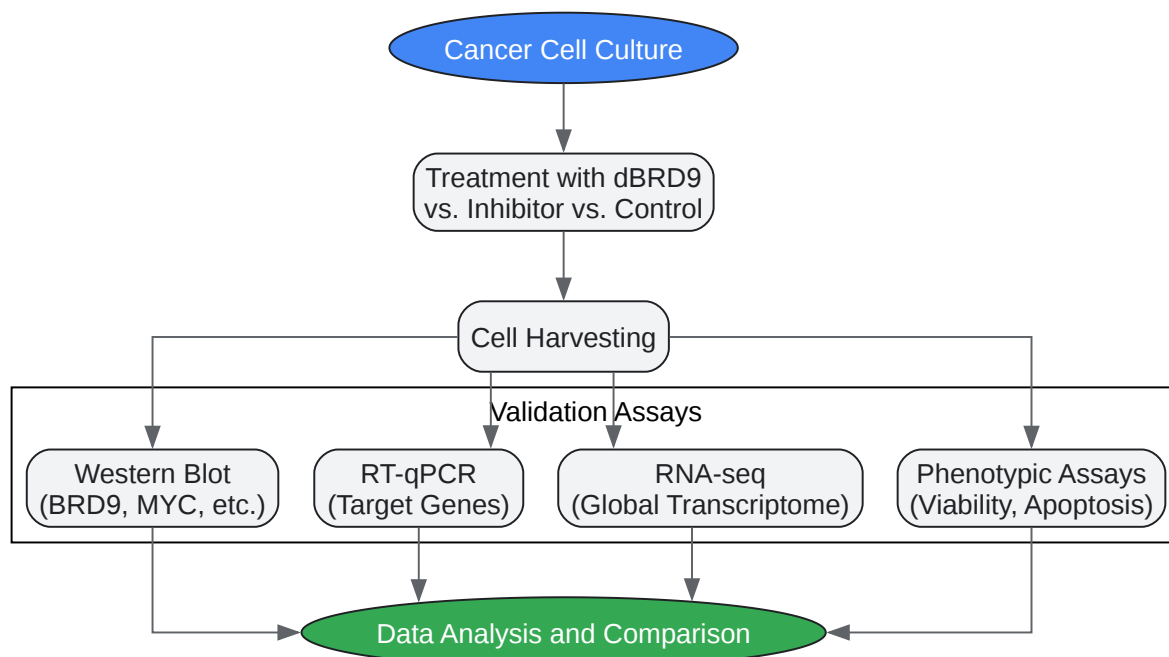 Cancer Cell Culture
Treatment with dBRD9
vs. Inhibitor vs. Control
Cell Harvesting
Validation Assays
Western Blot
(BRD9, MYC, etc.)
RT-qPCR
(Target Genes)
RNA-seq
(Global Transcriptome)
Phenotypic Assays
(Viability, Apoptosis)
Data Analysis and Comparison